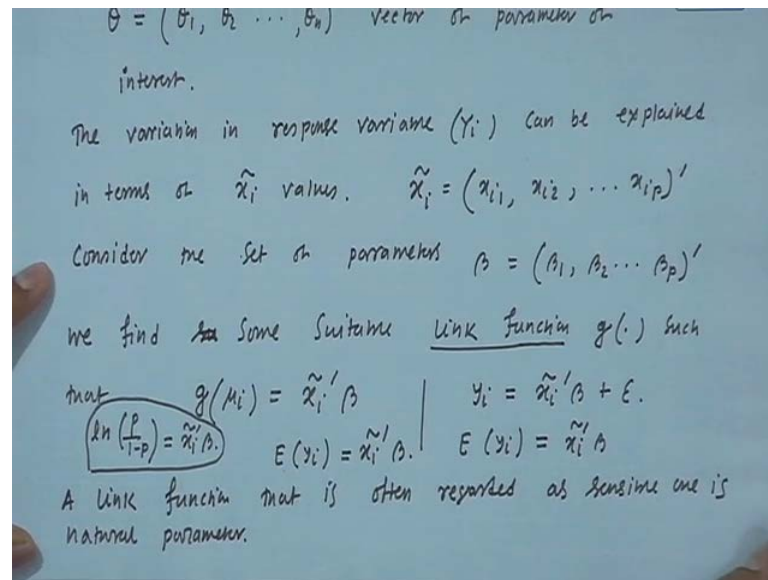 θ = (θ₁, θ₂ ⋯, θₙ) vector of parameter of
interest.
The variation in response variable (Yᵢ) can be explained
in terms of x̃ᵢ values. x̃ᵢ = (xᵢ₁, xᵢ₂, ... xᵢₚ)′
Consider the set of parameters β = (β₁, β₂ ⋯ βₚ)′
we find some suitable link function g(·) such
that g(μᵢ) = x̃ᵢ′β | yᵢ = x̃ᵢ′β + ε.
ln(p/1-p) = x̃ᵢ′β. E(yᵢ) = x̃ᵢ′β. | E(yᵢ) = x̃ᵢ′β
A link function that is often regarded as sensible one is
natural parameter.